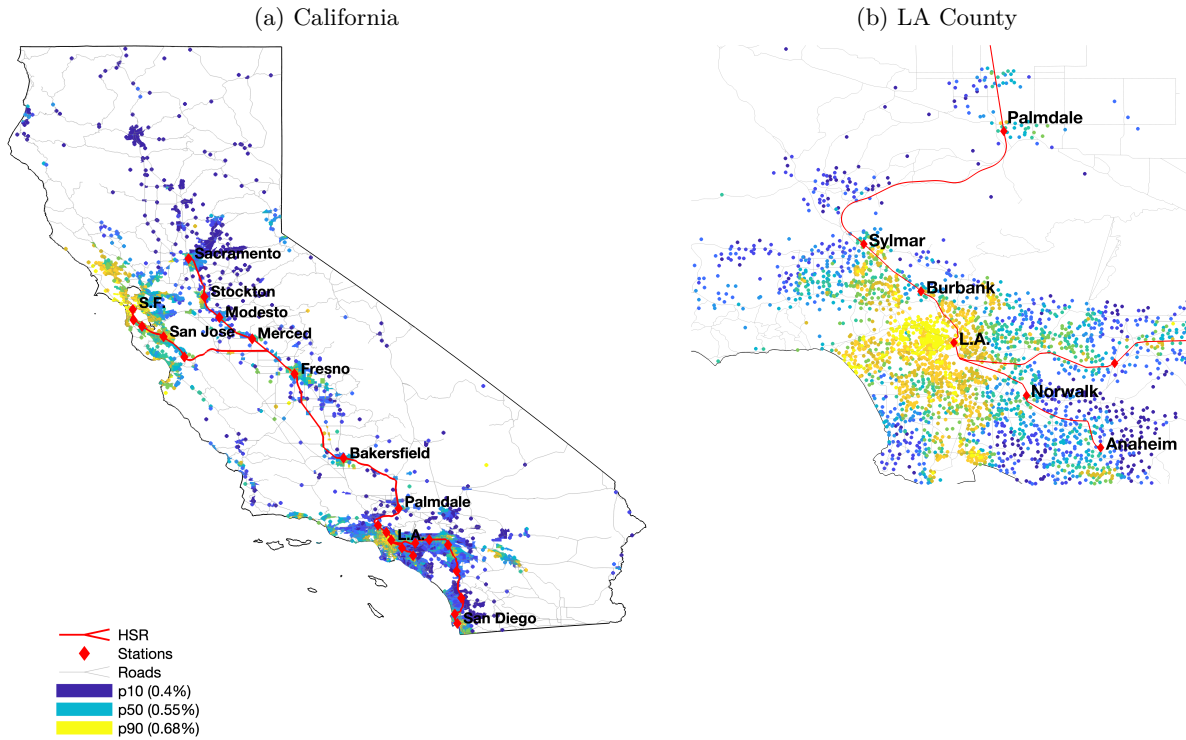 (a) California
Sacramento
Stockton
Modesto
S.F.
San Jose
Merced
Fresno
Bakersfield
Palmdale
L.A.
San Diego
HSR
Stations
Roads
p10 (0.4%)
p50 (0.55%)
p90 (0.68%)
(b) LA County
Palmdale
Sylmar
Burbank
L.A.
Norwalk
Anaheim